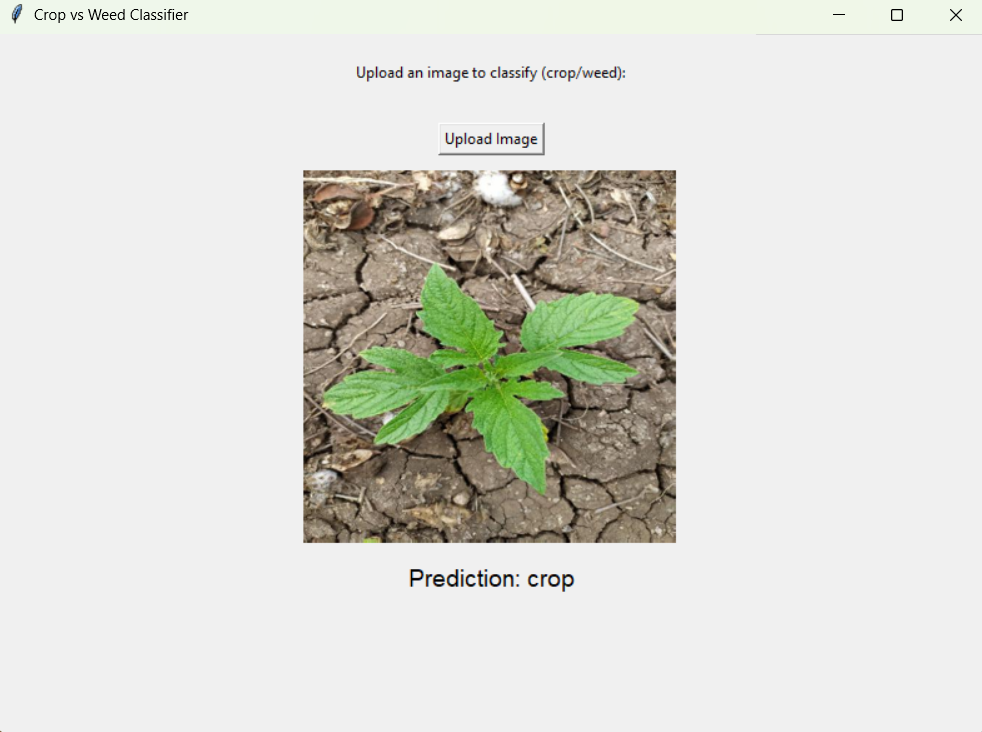 Crop vs Weed Classifier
Upload an image to classify (crop/weed):
Upload Image
Prediction: crop